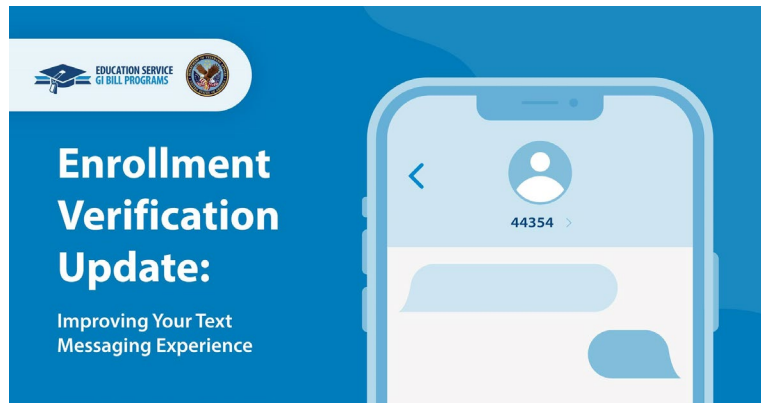 EDUCATION SERVICE
GI BILL PROGRAMS
Enrollment
Verification
Update:
Improving Your Text
Messaging Experience
44354